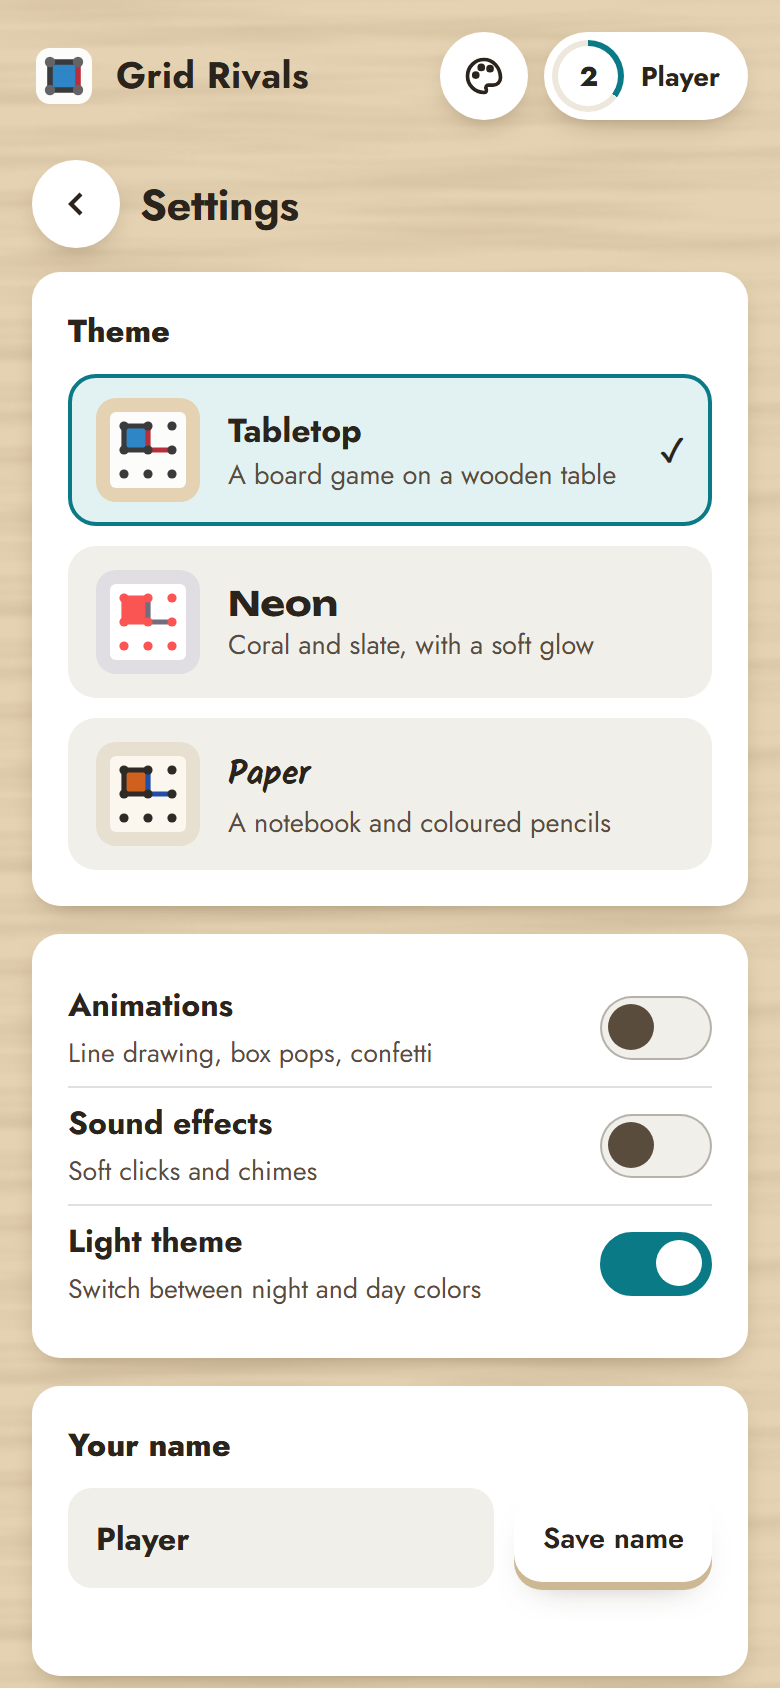 Grid Rivals
2 Player
Settings
Theme
Tabletop
A board game on a wooden table
Neon
Coral and slate, with a soft glow
Paper
A notebook and coloured pencils
Animations
Line drawing, box pops, confetti
Sound effects
Soft clicks and chimes
Light theme
Switch between night and day colors
Your name
Player
Save name